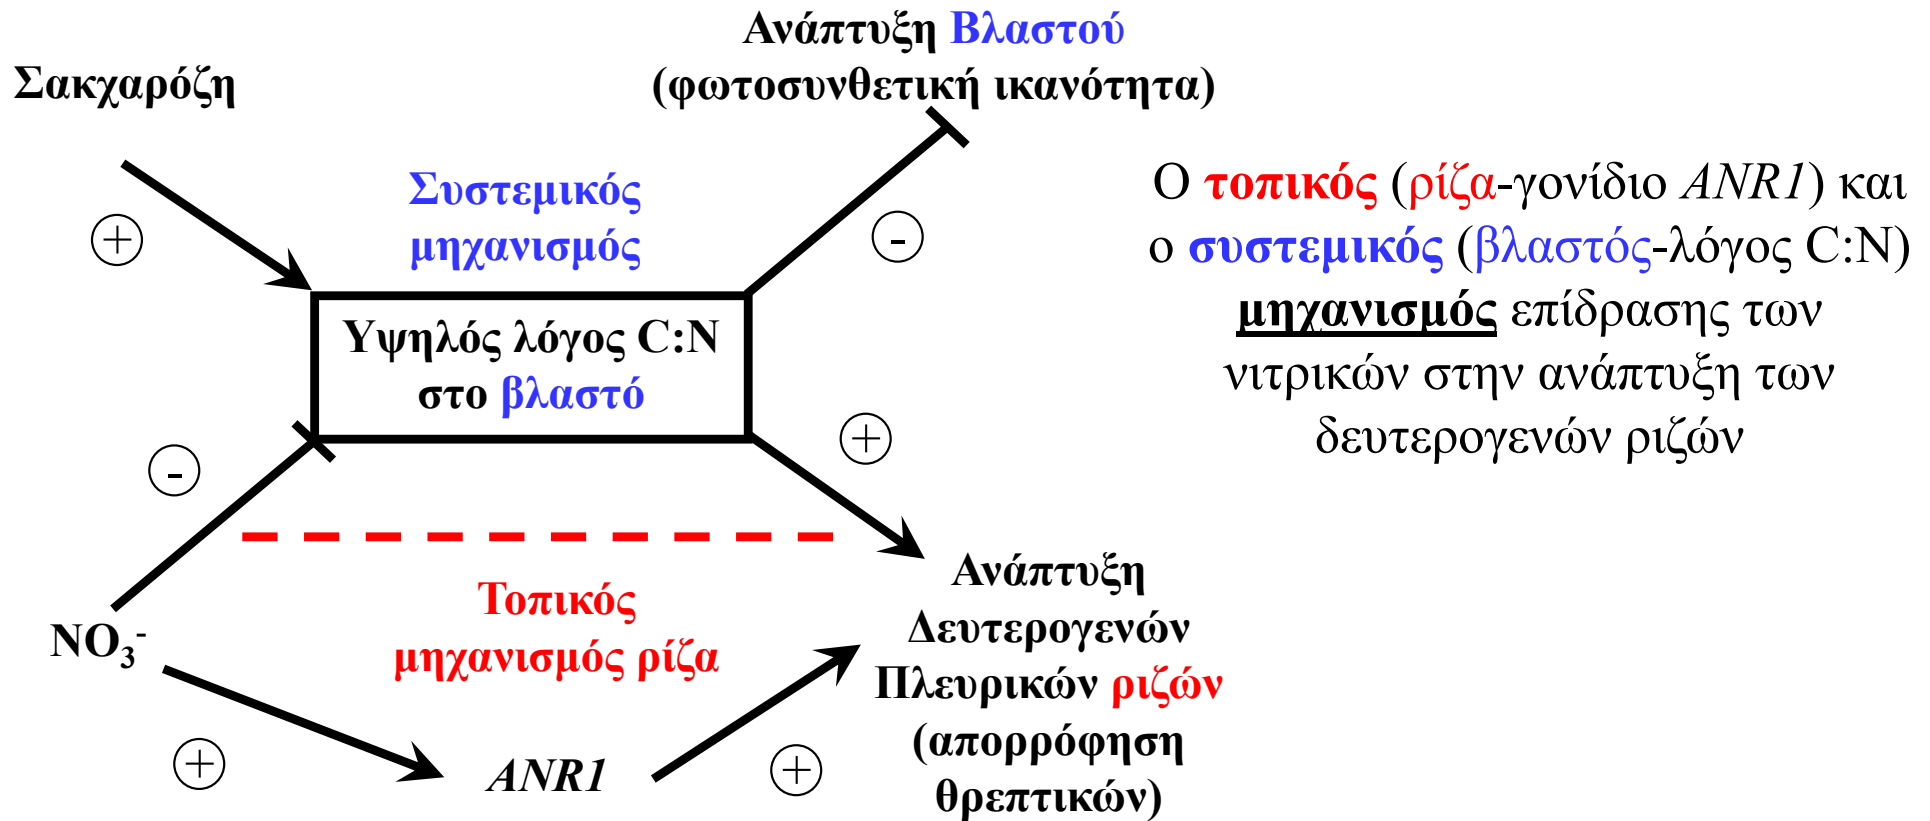 Ανάπτυξη Βλαστού
(φωτοσυνθετική ικανότητα)
Σακχαρόζη
Συστεμικός
μηχανισμός
+
-
Υψηλός λόγος C:N
στο βλαστό
-
+
Τοπικός
μηχανισμός ρίζα
NO₃⁻
+
ANR1
+
Ανάπτυξη
Δευτερογενών
Πλευρικών ριζών
(απορρόφηση
θρεπτικών)
Ο τοπικός (ρίζα-γονίδιο ANR1) και
ο συστεμικός (βλαστός-λόγος C:N)
μηχανισμός επίδρασης των
νιτρικών στην ανάπτυξη των
δευτερογενών ριζών